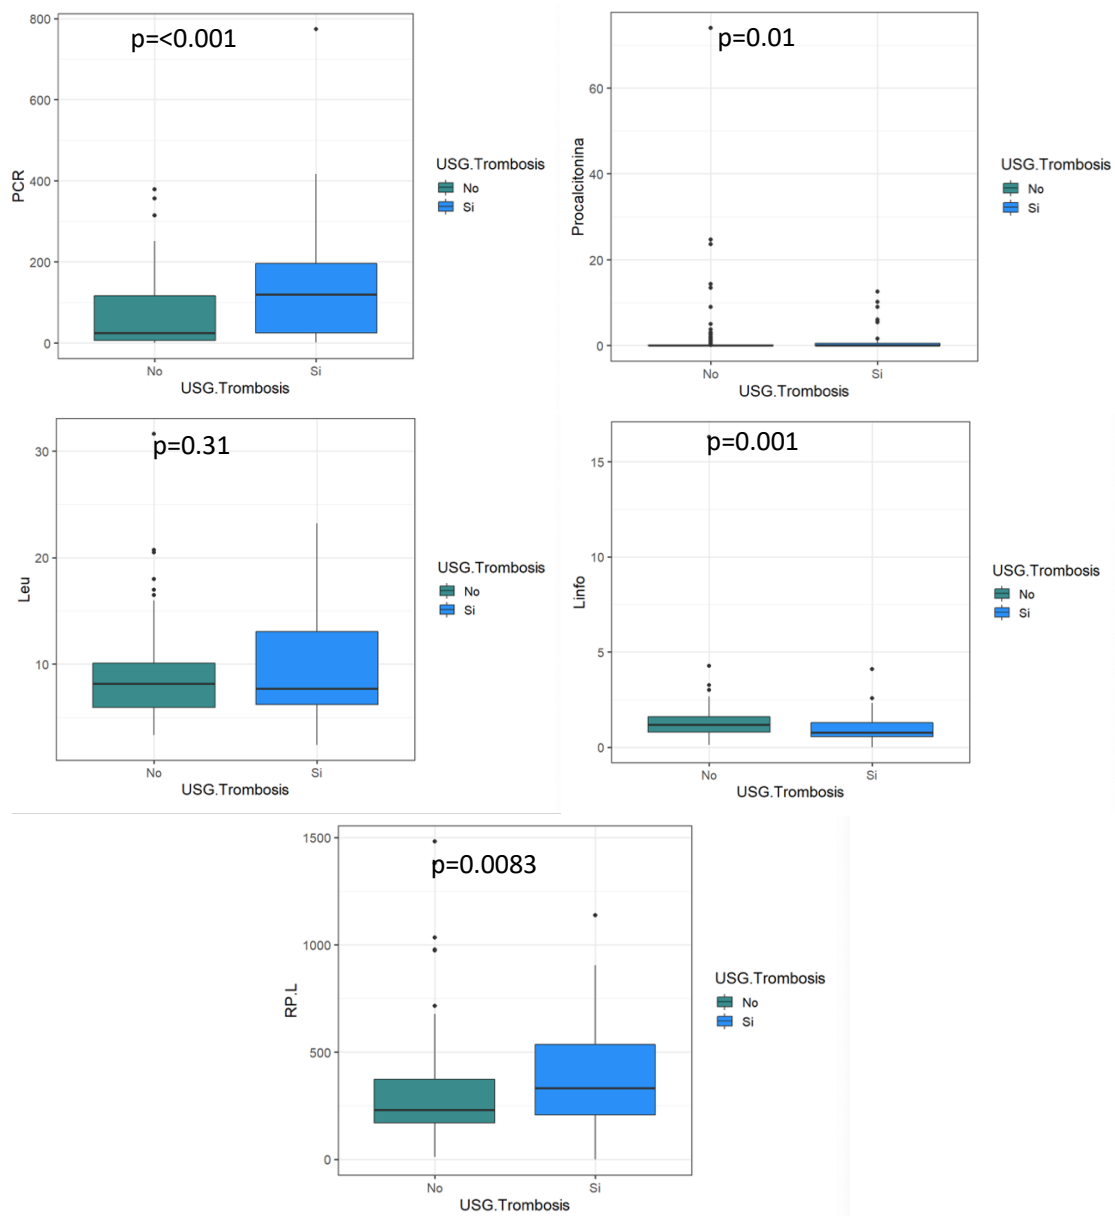 p=<0.001
800
600
400
200
0
PCR
No
Si
USG.Trombosis
USG.Trombosis
No
Si
p=0.01
60
40
20
0
Procalcitonina
No
Si
USG.Trombosis
USG.Trombosis
No
Si
p=0.31
30
20
10
Leu
No
Si
USG.Trombosis
USG.Trombosis
No
Si
p=0.001
15
10
5
0
Linfo
No
Si
USG.Trombosis
USG.Trombosis
No
Si
p=0.0083
1500
1000
500
0
RP.L
No
Si
USG.Trombosis
USG.Trombosis
No
Si